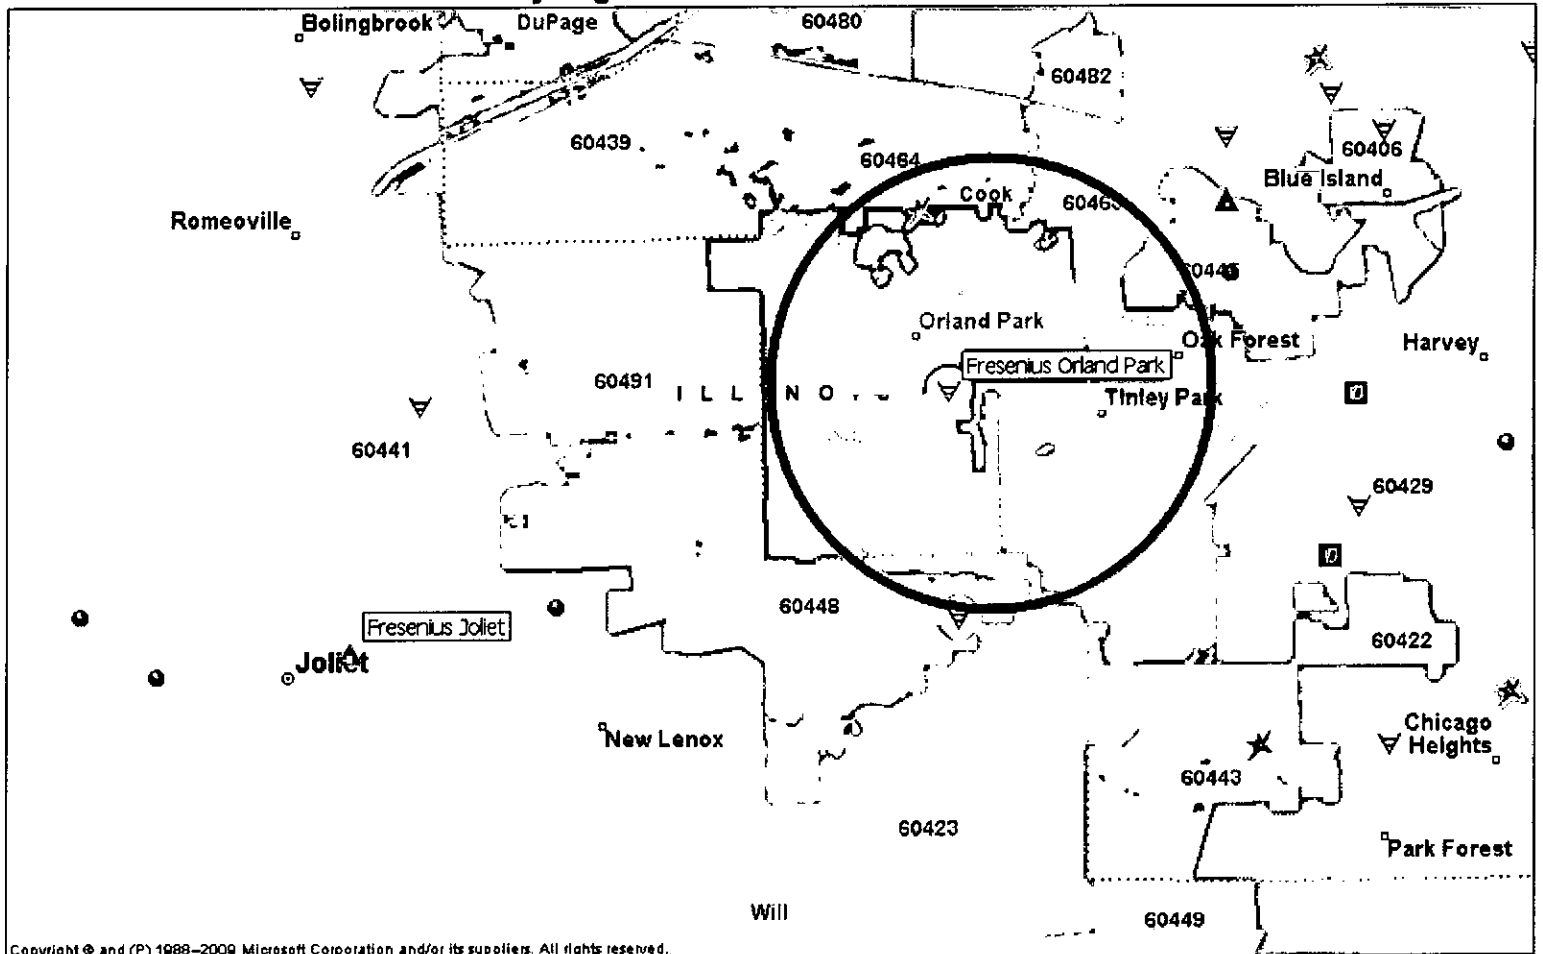 Bolingbrook
DuPage
60480
60482
60439
60464
60406
Blue Island
Cook
Romeoville
Orland Park
Oak Forest
Harvey
Fresenius Orland Park
60491
ILLINO
Tinley Park
60441
60429
60448
Fresenius Joliet
Joliet
60422
New Lenox
Chicago
Heights
60443
60423
Park Forest
Will
60449
Copyright © and (P) 1988–2009 Microsoft Corporation and/or its suppliers. All rights reserved.